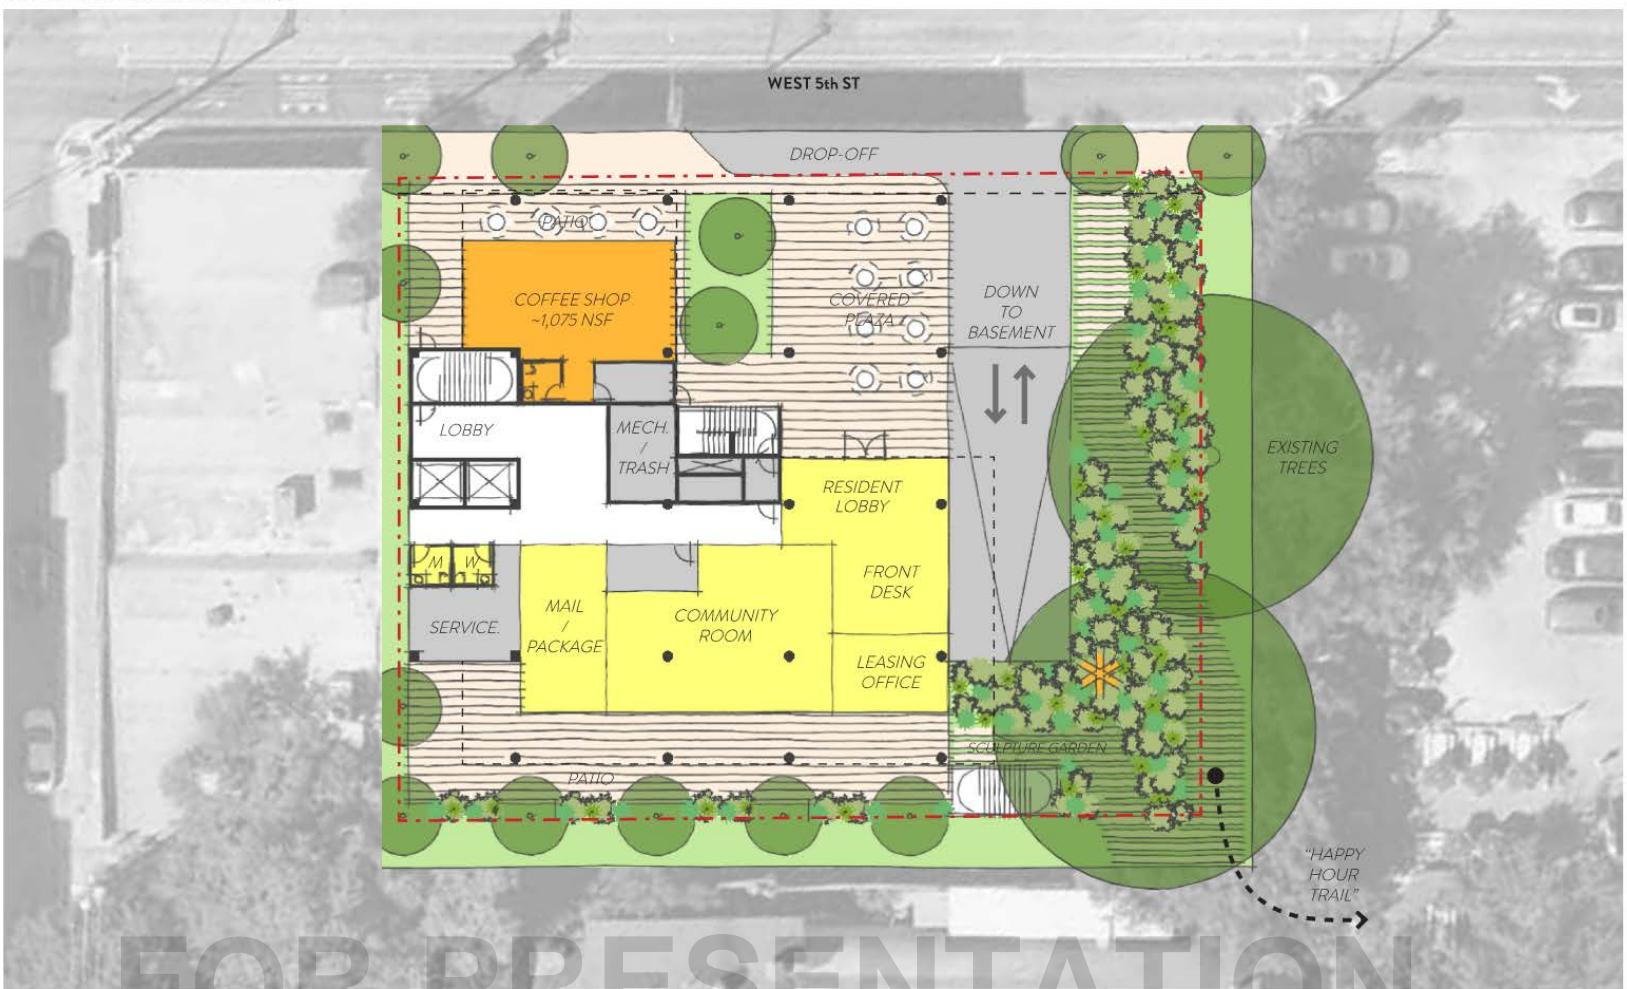 WEST 5th ST
DROP-OFF
PATIO
COFFEE SHOP
~1,075 NSF
COVERED
PLAZA
DOWN
TO
BASEMENT
LOBBY
MECH.
/
TRASH
EXISTING
TREES
RESIDENT
LOBBY
M
W
FRONT
DESK
MAIL
/
PACKAGE
COMMUNITY
ROOM
SERVICE.
LEASING
OFFICE
SCULPTURE GARDEN
PATIO
"HAPPY
HOUR
TRAIL"
FOR PRESENTATION